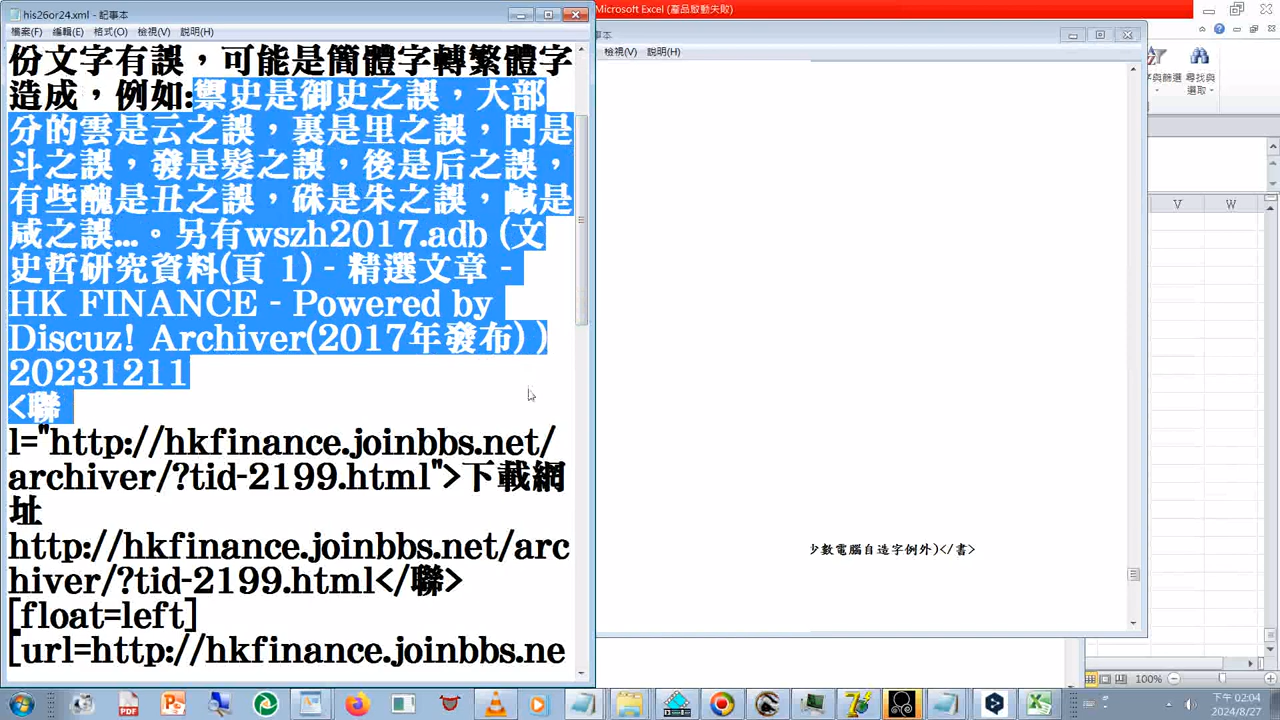 his26or24.xml - 記事本
檔案(F) 編輯(E) 格式(O) 檢視(V) 說明(H)
份文字有誤，可能是簡體字轉繁體字
造成，例如:禦史是御史之誤，大部
分的雲是云之誤，裏是里之誤，鬥是
斗之誤，發是髮之誤，後是后之誤，
有些醜是丑之誤，硃是朱之誤，鹹是
咸之誤...。另有wszh2017.adb (文
史哲研究資料(頁 1) - 精選文章 -
HK FINANCE - Powered by
Discuz! Archiver(2017年發布) )
20231211
<聯
l="http://hkfinance.joinbbs.net/
archiver/?tid-2199.html">下載網
址
http://hkfinance.joinbbs.net/arc
hiver/?tid-2199.html</聯>
[float=left]
[url=http://hkfinance.joinbbs.ne
Microsoft Excel (產品啟動失敗)
事本
檢視(V) 說明(H)
少數電腦自造字例外)</書>
與篩選 尋找與
選取
V W
100%
下午 02:04
2024/8/27